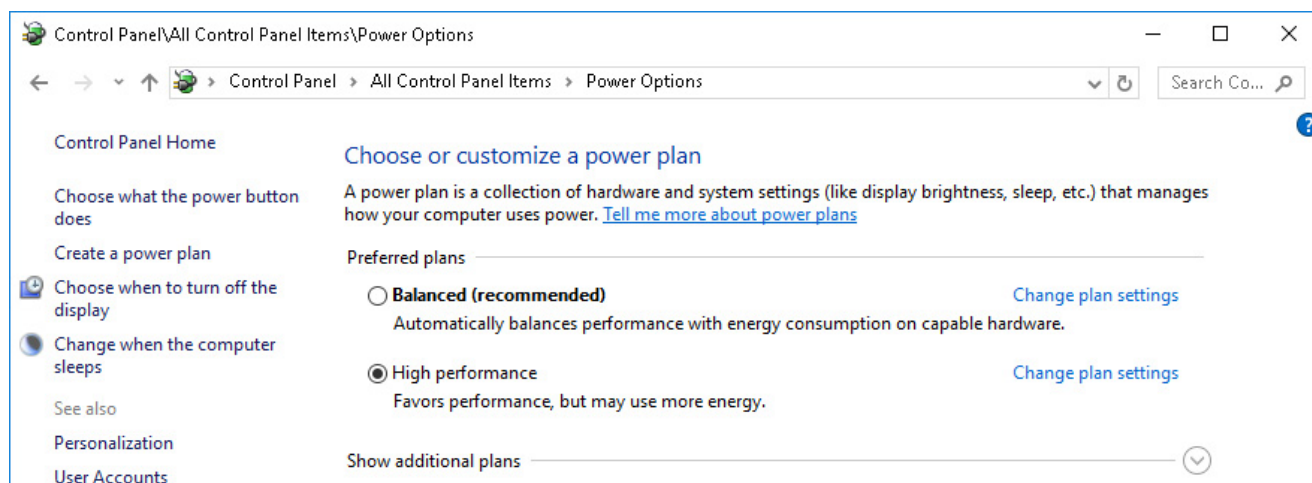 Control Panel\All Control Panel Items\Power Options
Control Panel > All Control Panel Items > Power Options
Search Co...
Control Panel Home
Choose what the power button
does
Create a power plan
Choose when to turn off the
display
Change when the computer
sleeps
See also
Personalization
User Accounts
Choose or customize a power plan
A power plan is a collection of hardware and system settings (like display brightness, sleep, etc.) that manages
how your computer uses power. Tell me more about power plans
Preferred plans
Balanced (recommended)
Change plan settings
Automatically balances performance with energy consumption on capable hardware.
High performance
Change plan settings
Favors performance, but may use more energy.
Show additional plans